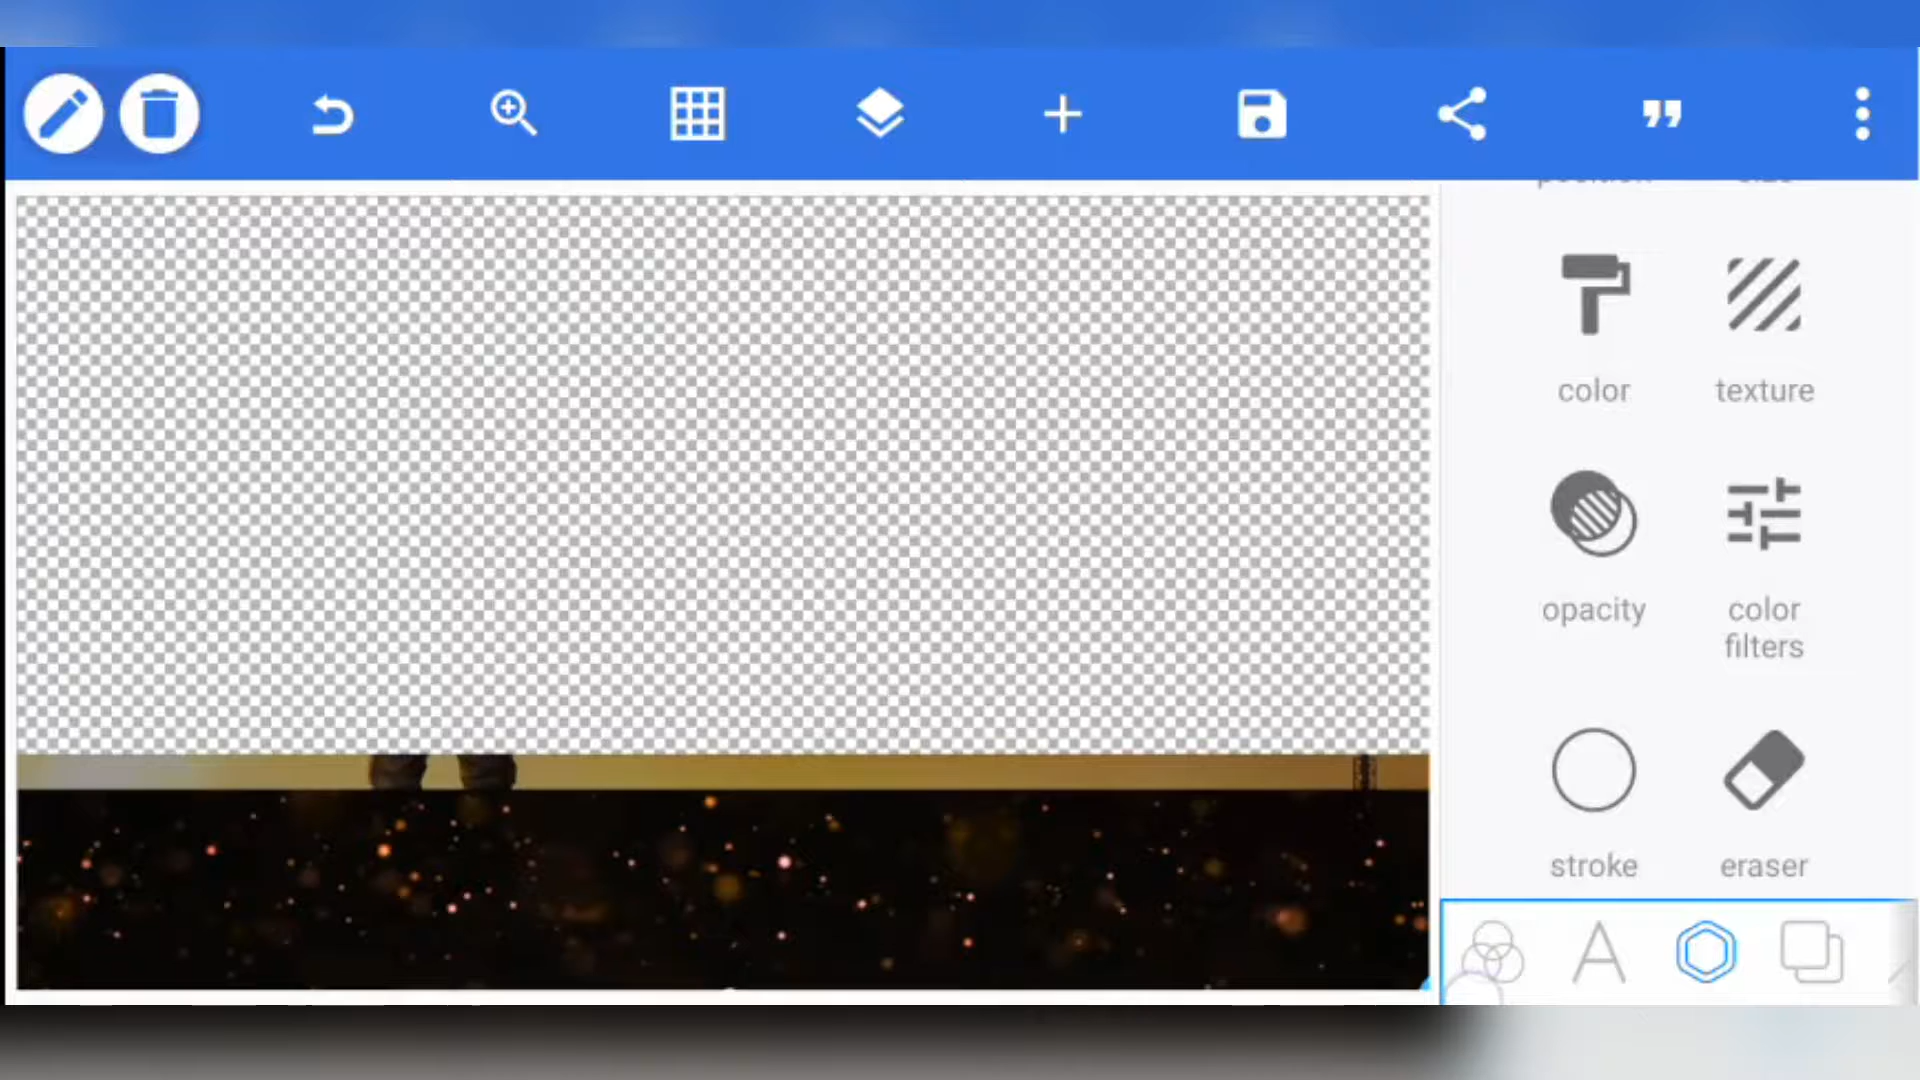 color texture
opacity color
filters
stroke eraser